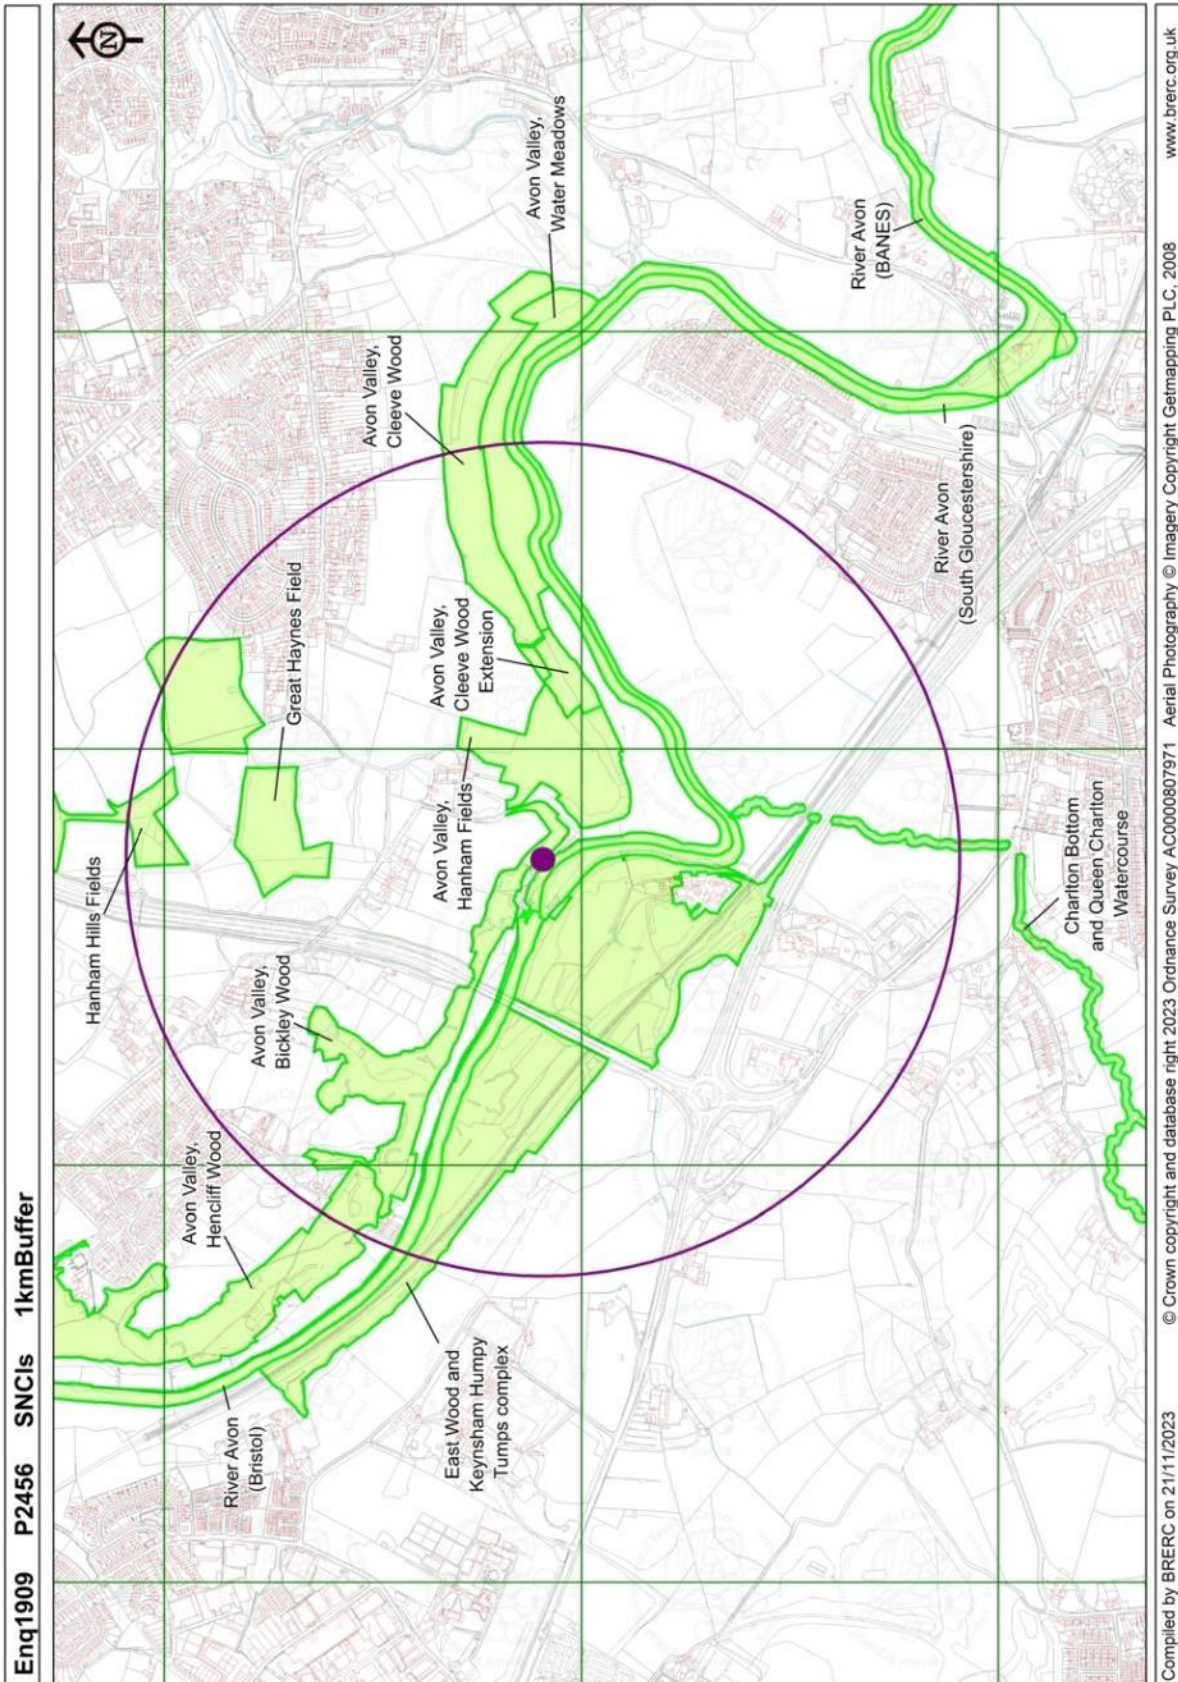 Enq1909 P2456 SNCIs 1kmBuffer
N
Hanham Hills Fields
Great Haynes Field
Avon Valley,
Hencliff Wood
Avon Valley,
Bickley Wood
Avon Valley,
Hanham Fields
Avon Valley,
Cleeve Wood
Extension
Avon Valley,
Cleeve Wood
Avon Valley,
Water Meadows
River Avon
(Bristol)
East Wood and
Keynsham Humpy
Tumps complex
River Avon
(BANES)
River Avon
(South Gloucestershire)
Charlton Bottom
and Queen Charlton
Watercourse
Compiled by BRERC on 21/11/2023 © Crown copyright and database right 2023 Ordnance Survey AC0000807971 Aerial Photography © Imagery Copyright Getmapping PLC, 2008 www.brerc.org.uk